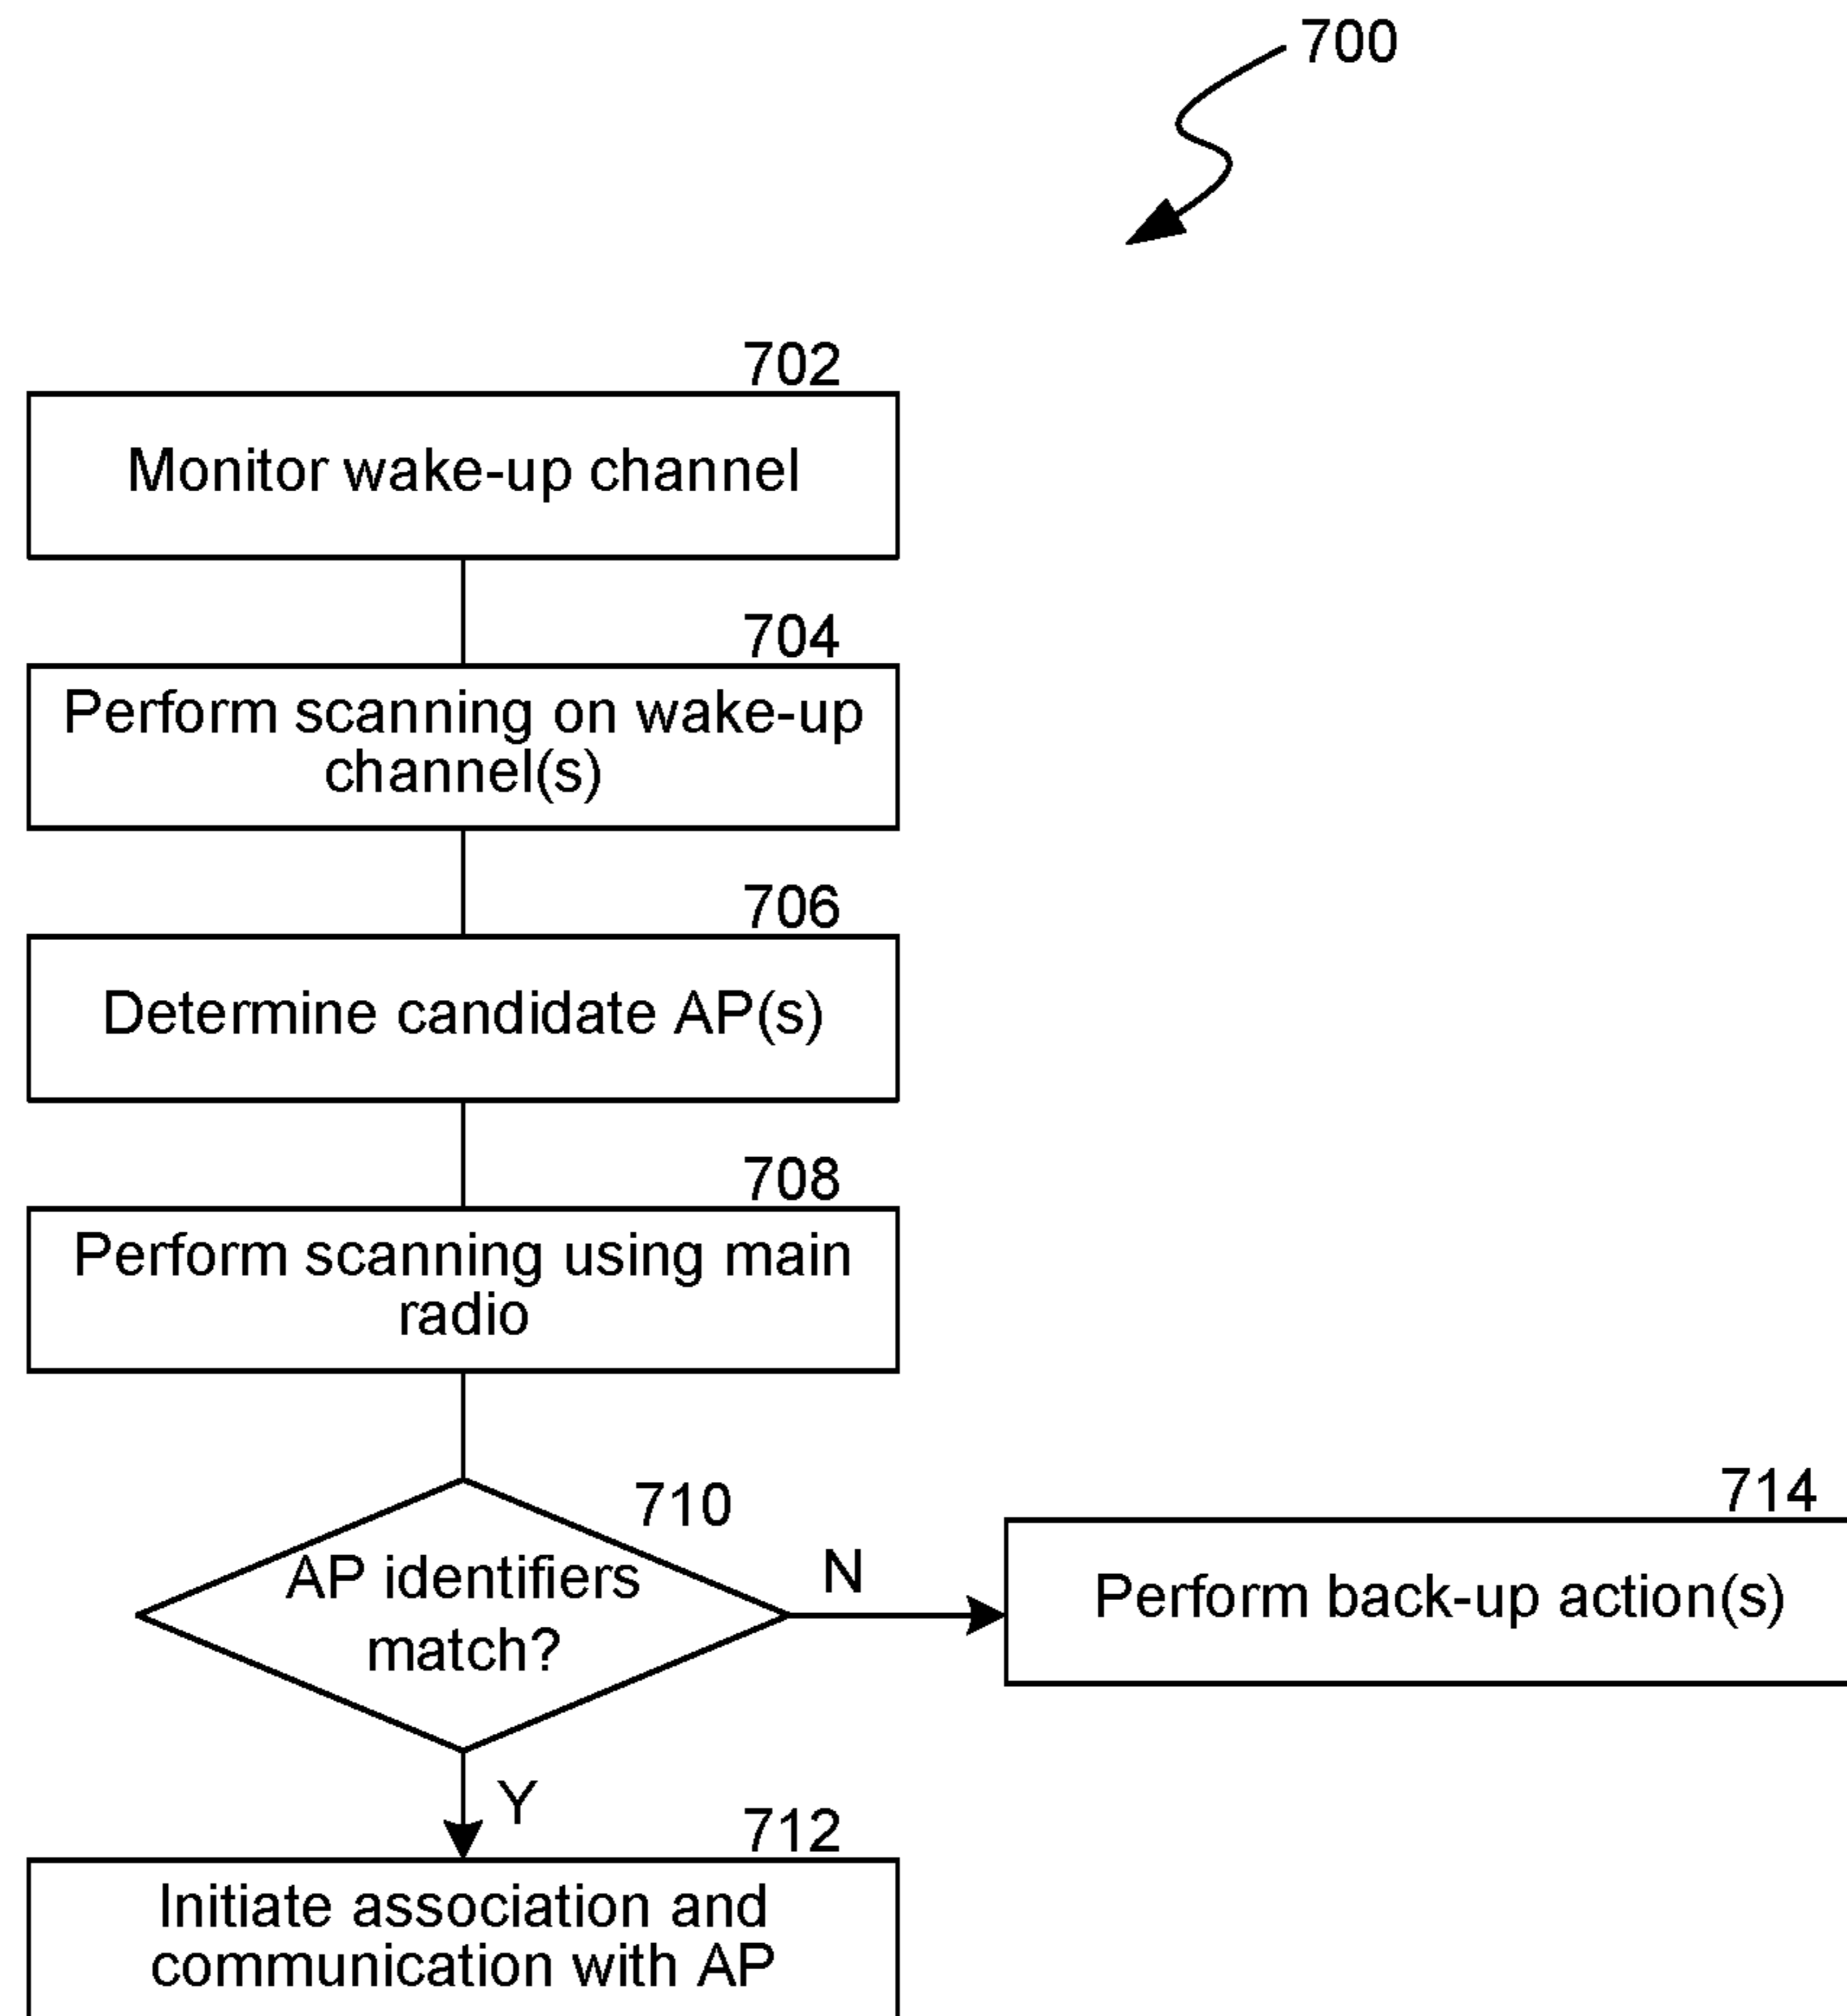 700
702
Monitor wake-up channel
704
Perform scanning on wake-up
channel(s)
706
Determine candidate AP(s)
708
Perform scanning using main
radio
710
AP identifiers
match?
N
714
Perform back-up action(s)
Y
712
Initiate association and
communication with AP